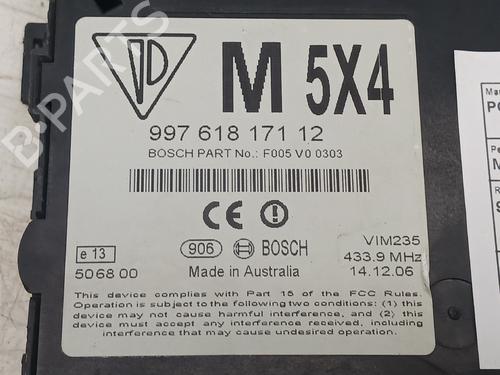 PD
M 5X4
997 618 171 12
BOSCH PART No.: F005 V0 0303
CE
e 13
906
BOSCH
VIM235
506800
Made in Australia
433.9 MHz
14.12.06
This device complies with Part 15 of the FCC Rules.
Operation is subject to the following two conditions: (1) this
device may not cause harmful interference, and (2) this
device must accept any interference received, including
interference that may cause undesired operation.
B-PARTS